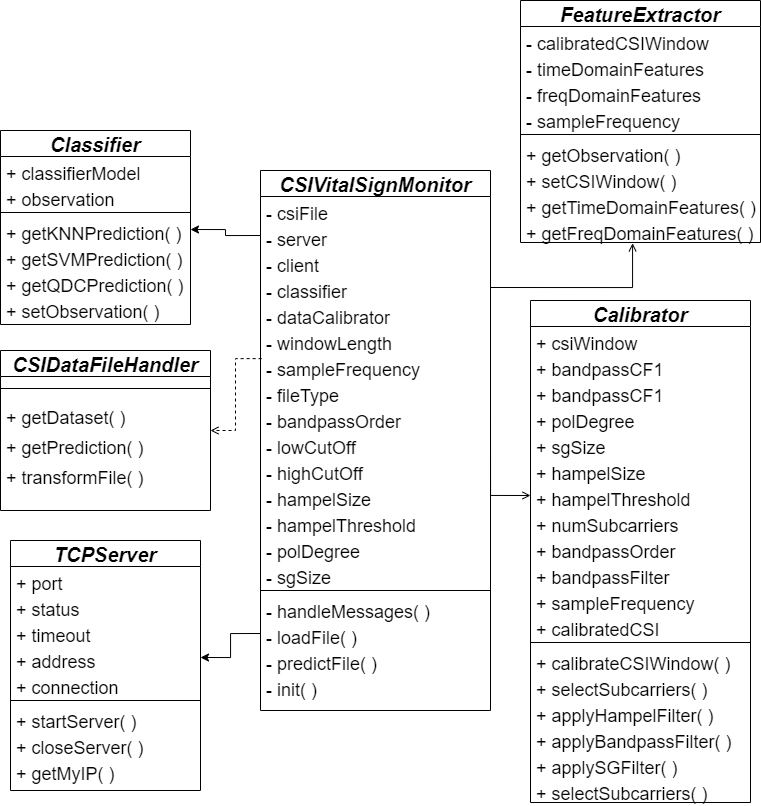 FeatureExtractor
- calibratedCSIWindow
- timeDomainFeatures
- freqDomainFeatures
- sampleFrequency
+ getObservation( )
+ setCSIWindow( )
+ getTimeDomainFeatures( )
+ getFreqDomainFeatures( )
Classifier
+ classifierModel
+ observation
+ getKNNPrediction( )
+ getSVMPrediction( )
+ getQDCPrediction( )
+ setObservation( )
CSIVitalSignMonitor
- csiFile
- server
- client
- classifier
- dataCalibrator
- windowLength
- sampleFrequency
- fileType
- bandpassOrder
- lowCutOff
- highCutOff
- hampelSize
- hampelThreshold
- polDegree
- sgSize
- handleMessages( )
- loadFile( )
- predictFile( )
- init( )
Calibrator
+ csiWindow
+ bandpassCF1
+ bandpassCF1
+ polDegree
+ sgSize
+ hampelSize
+ hampelThreshold
+ numSubcarriers
+ bandpassOrder
+ bandpassFilter
+ sampleFrequency
+ calibratedCSI
+ calibrateCSIWindow( )
+ selectSubcarriers( )
+ applyHampelFilter( )
+ applyBandpassFilter( )
+ applySGFilter( )
+ selectSubcarriers( )
CSIDataFileHandler
+ getDataset( )
+ getPrediction( )
+ transformFile( )
TCPServer
+ port
+ status
+ timeout
+ address
+ connection
+ startServer( )
+ closeServer( )
+ getMyIP( )